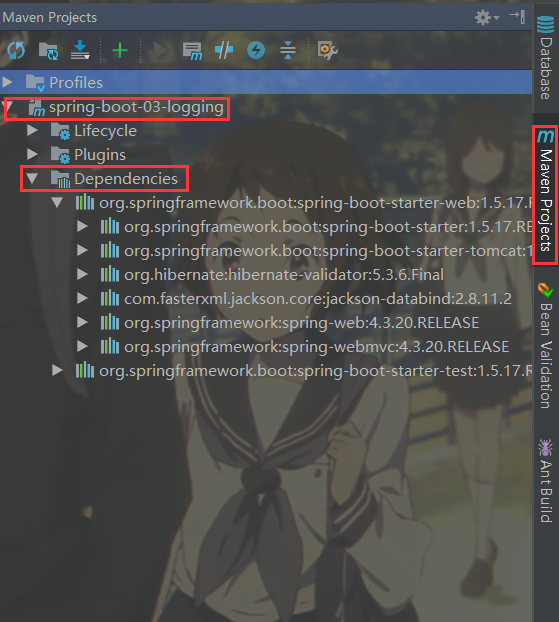 Maven Projects
Profiles
spring-boot-03-logging
Lifecycle
Plugins
Dependencies
org.springframework.boot:spring-boot-starter-web:1.5.17.R
org.springframework.boot:spring-boot-starter:1.5.17.RE
org.springframework.boot:spring-boot-starter-tomcat:1
org.hibernate:hibernate-validator:5.3.6.Final
com.fasterxml.jackson.core:jackson-databind:2.8.11.2
org.springframework:spring-web:4.3.20.RELEASE
org.springframework:spring-webmvc:4.3.20.RELEASE
org.springframework.boot:spring-boot-starter-test:1.5.17.R
Database
Maven Projects
Bean Validation
Ant Build